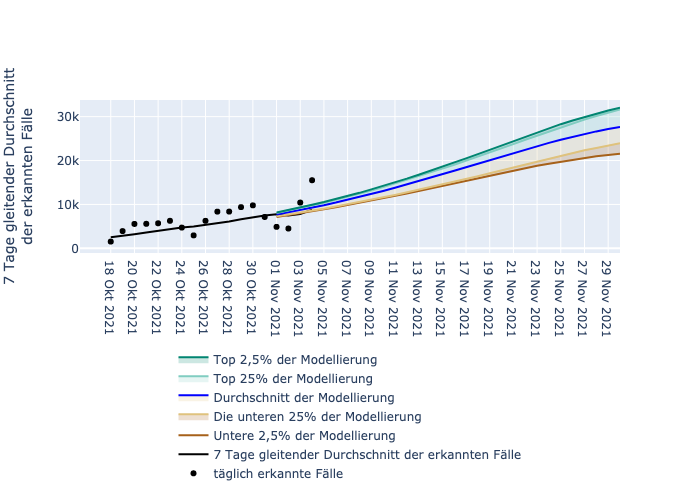 7 Tage gleitender Durchschnitt
der erkannten Fälle
30k
20k
10k
0
18 Okt 2021
20 Okt 2021
22 Okt 2021
24 Okt 2021
26 Okt 2021
28 Okt 2021
30 Okt 2021
01 Nov 2021
03 Nov 2021
05 Nov 2021
07 Nov 2021
09 Nov 2021
11 Nov 2021
13 Nov 2021
15 Nov 2021
17 Nov 2021
19 Nov 2021
21 Nov 2021
23 Nov 2021
25 Nov 2021
27 Nov 2021
29 Nov 2021
Top 2,5% der Modellierung
Top 25% der Modellierung
Durchschnitt der Modellierung
Die unteren 25% der Modellierung
Untere 2,5% der Modellierung
7 Tage gleitender Durchschnitt der erkannten Fälle
täglich erkannte Fälle